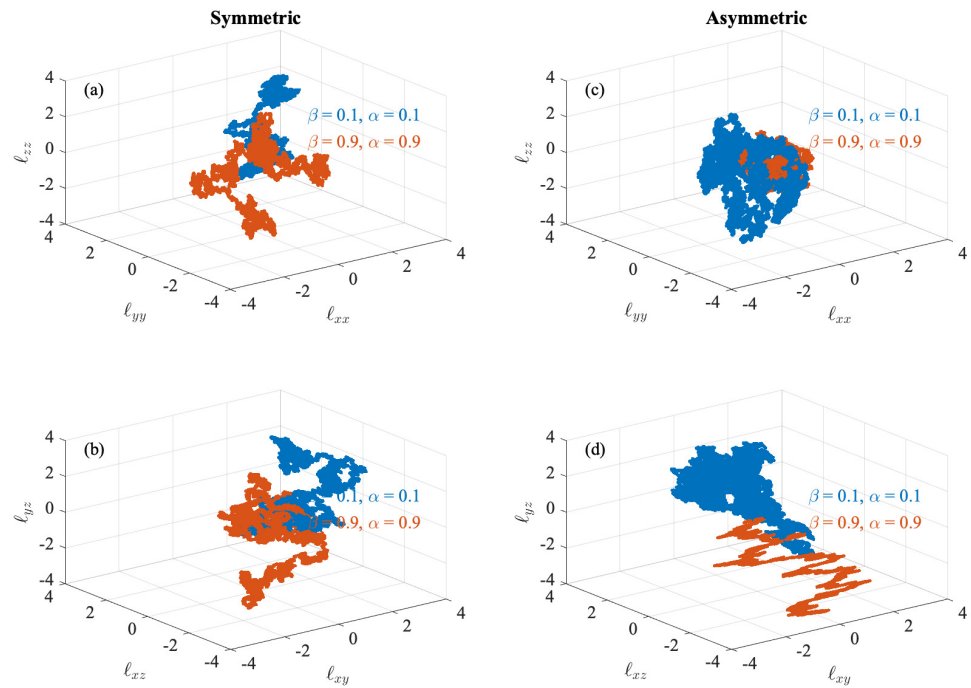 Symmetric
Asymmetric
(a)
β = 0.1, α = 0.1
β = 0.9, α = 0.9
4
2
0
-2
-4
ℓzz
4
2
0
-2
-4
ℓyy
-4
-2
0
2
4
ℓxx
(c)
β = 0.1, α = 0.1
β = 0.9, α = 0.9
4
2
0
-2
-4
ℓzz
4
2
0
-2
-4
ℓyy
-4
-2
0
2
4
ℓxx
(b)
0.1, α = 0.1
0.9, α = 0.9
4
2
0
-2
-4
ℓyz
4
2
0
-2
-4
ℓxz
-4
-2
0
2
4
ℓxy
(d)
β = 0.1, α = 0.1
β = 0.9, α = 0.9
4
2
0
-2
-4
ℓyz
4
2
0
-2
-4
ℓxz
-4
-2
0
2
4
ℓxy